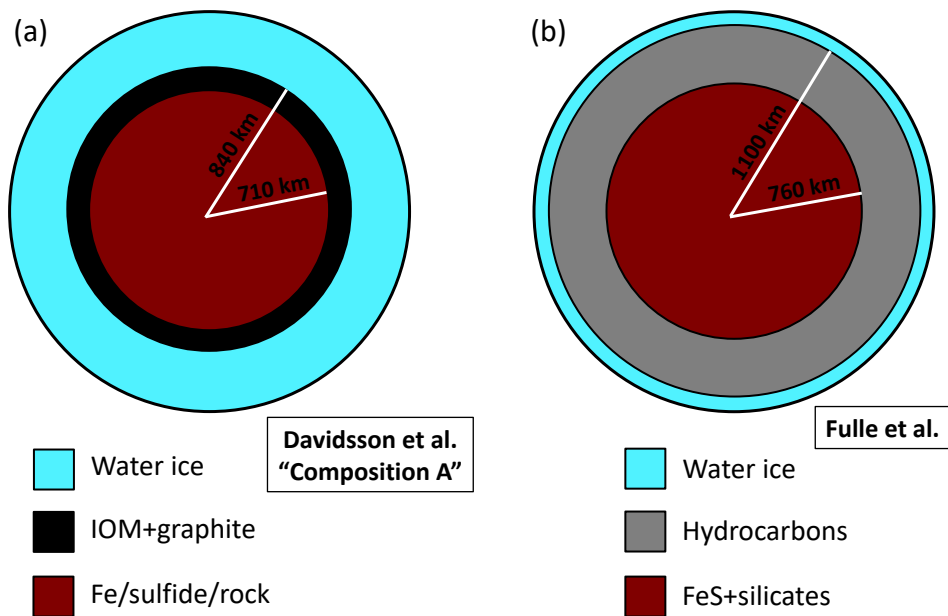 (a)
840 km
710 km
Davidsson et al.
“Composition A”
Water ice
IOM+graphite
Fe/sulfide/rock
(b)
1100 km
760 km
Fulle et al.
Water ice
Hydrocarbons
FeS+silicates